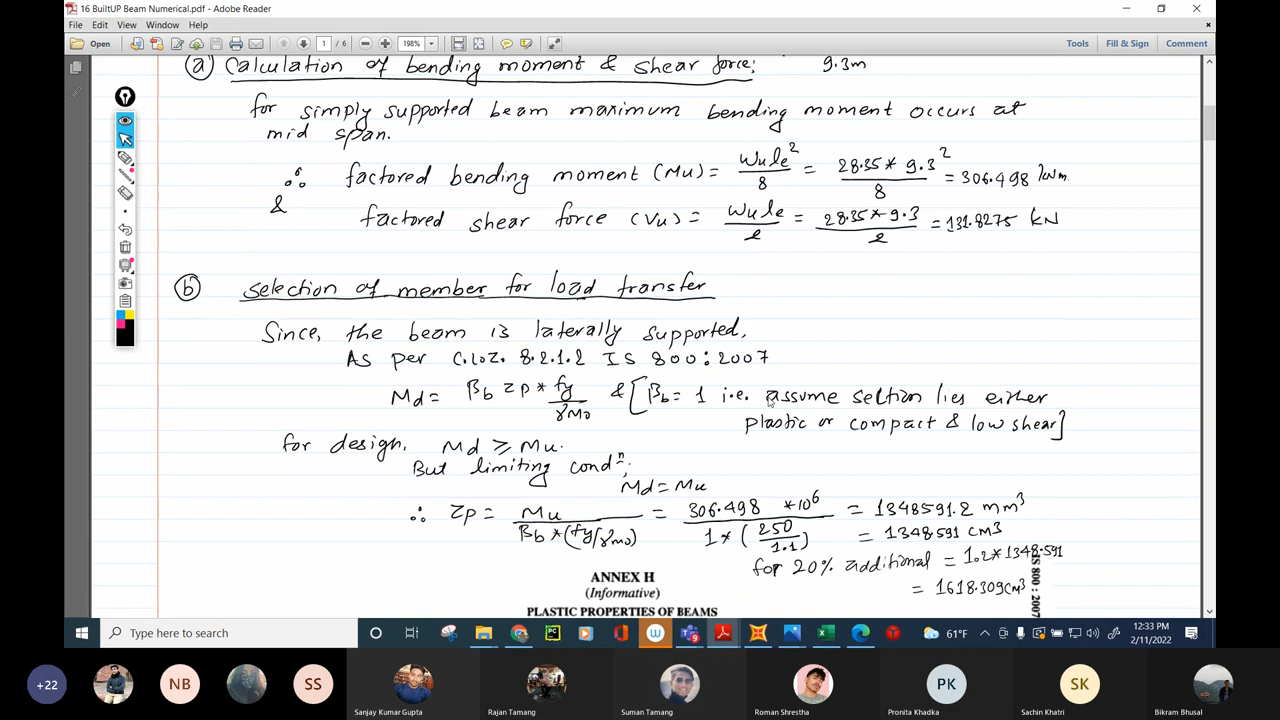 16 BuiltUP Beam Numerical.pdf - Adobe Reader
File Edit View Window Help
Open 1 / 6 198% Tools Fill & Sign Comment
(a) Calculation of bending moment & shear force: 9.3m
for simply supported beam maximum bending moment occurs at
mid span.
∴ factored bending moment (Mu) = Wule²/8 = 28.35*9.3²/8 = 306.498 kNm
& factored shear force (Vu) = Wule/2 = 28.35*9.3/2 = 131.8275 kN
(b) Selection of member for load transfer
Since, the beam is laterally supported,
As per C.loz. 8.2.1.2 IS 800:2007
Md = βb zp * fy/γm0 & [βb = 1 i.e. assume section lies either
plastic or compact & low shear]
for design, Md ≥ Mu.
But limiting condⁿ,
Md = Mu
∴ Zp = Mu/βb*(fy/γm0) = 306.498 *10⁶/1*(250/1.1) = 1348591.2 mm³
= 1348.591 cm³
for 20% additional = 1.2*1348.591
= 1618.309cm³
ANNEX H
(Informative)
PLASTIC PROPERTIES OF BEAMS
IS 800 : 2007
Type here to search
61°F
12:33 PM
2/11/2022
+22
NB
SS
PK
SK
Sanjay Kumar Gupta
Rajan Tamang
Suman Tamang
Roman Shrestha
Pronita Khadka
Sachin Khatri
Bikram Bhusal